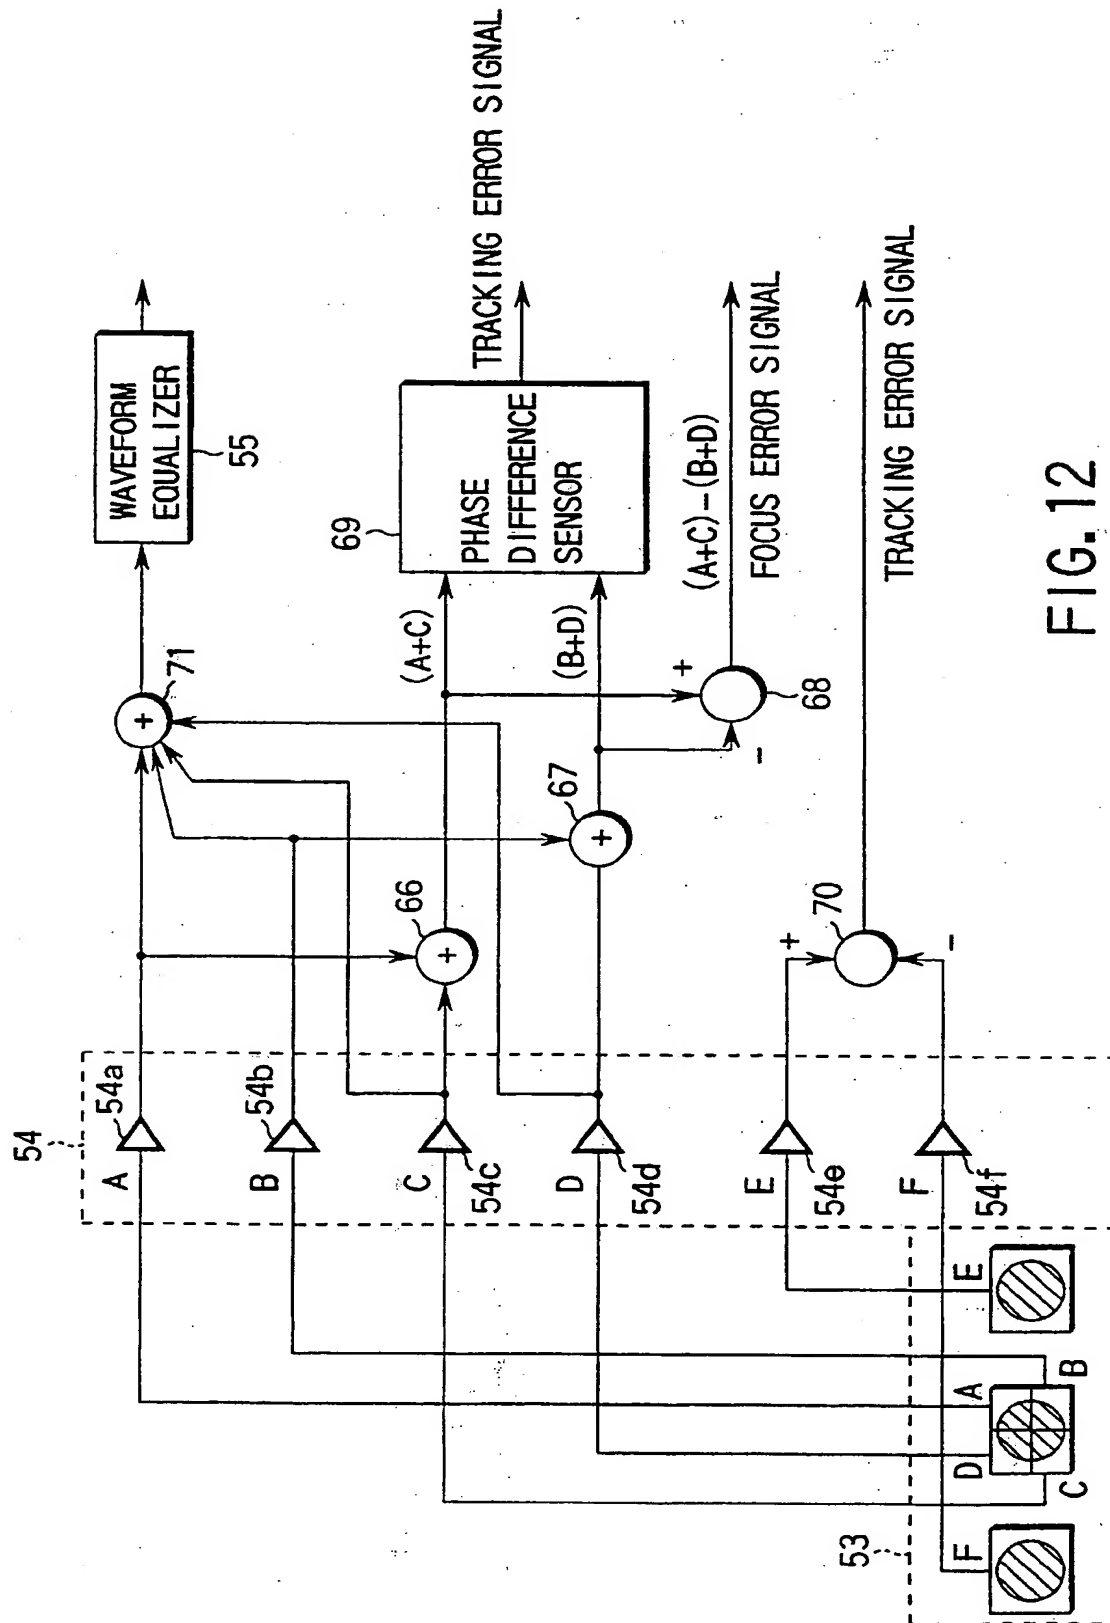 54
A
54a
B
54b
C
54c
D
54d
E
54e
F
54f
+
71
WAVEFORM
EQUALIZER
55
+
66
+
67
(A+C)
(B+D)
69
PHASE
DIFFERENCE
SENSOR
TRACKING ERROR SIGNAL
+
-
68
(A+C)-(B+D)
FOCUS ERROR SIGNAL
+
-
70
TRACKING ERROR SIGNAL
53
F
D
A
C
B
E
FIG. 12